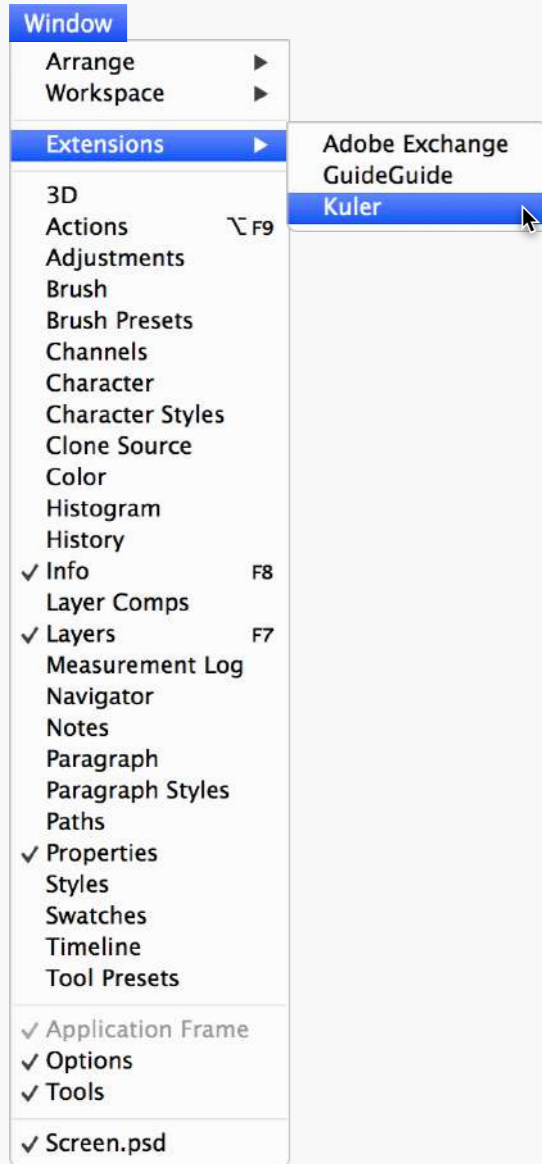 Window
Arrange ▶
Workspace ▶
Extensions ▶
Adobe Exchange
GuideGuide
Kuler
3D
Actions ⌥F9
Adjustments
Brush
Brush Presets
Channels
Character
Character Styles
Clone Source
Color
Histogram
History
✓ Info F8
Layer Comps
✓ Layers F7
Measurement Log
Navigator
Notes
Paragraph
Paragraph Styles
Paths
✓ Properties
Styles
Swatches
Timeline
Tool Presets
✓ Application Frame
✓ Options
✓ Tools
✓ Screen.psd